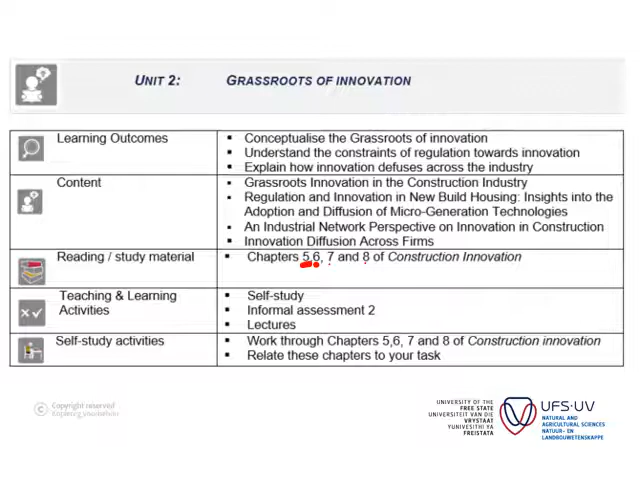 UNIT 2: GRASSROOTS OF INNOVATION
Learning Outcomes
▪ Conceptualise the Grassroots of innovation
▪ Understand the constraints of regulation towards innovation
▪ Explain how innovation defuses across the industry
Content
▪ Grassroots Innovation in the Construction Industry
▪ Regulation and Innovation in New Build Housing: Insights into the
Adoption and Diffusion of Micro-Generation Technologies
▪ An Industrial Network Perspective on Innovation in Construction
▪ Innovation Diffusion Across Firms
Reading / study material
▪ Chapters 5,6, 7 and 8 of Construction Innovation
Teaching & Learning
Activities
▪ Self-study
▪ Informal assessment 2
▪ Lectures
Self-study activities
▪ Work through Chapters 5,6, 7 and 8 of Construction innovation
▪ Relate these chapters to your task
© Copyright reserved
Kopiereg voorbehou
UNIVERSITY OF THE
FREE STATE
UNIVERSITEIT VAN DIE
VRYSTAAT
YUNIVESITHI YA
FREISTATA
UFS·UV
NATURAL AND
AGRICULTURAL SCIENCES
NATUUR- EN
LANDBOUWETENSKAPPE